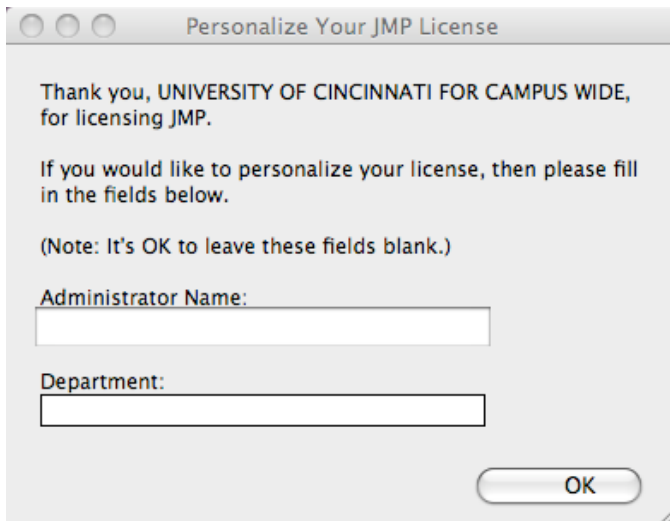 Personalize Your JMP License
Thank you, UNIVERSITY OF CINCINNATI FOR CAMPUS WIDE,
for licensing JMP.
If you would like to personalize your license, then please fill
in the fields below.
(Note: It's OK to leave these fields blank.)
Administrator Name:
Department:
OK